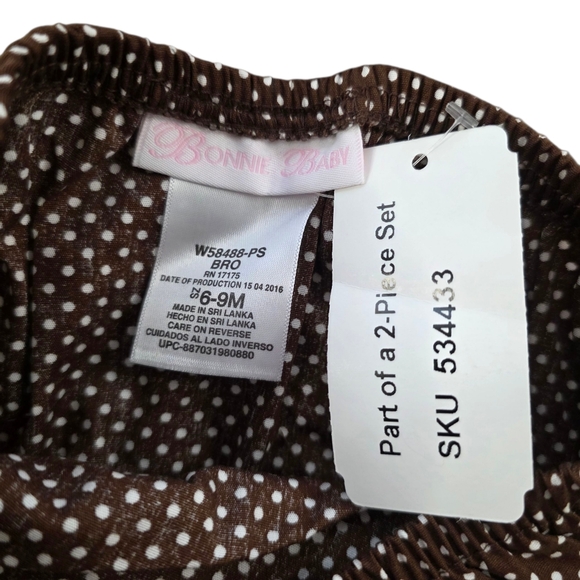 BONNIE BABY
W58488-PS
BRO
RN 17175
DATE OF PRODUCTION 15 04 2016
SZ 6-9M
MADE IN SRI LANKA
HECHO EN SRI LANKA
CARE ON REVERSE
CUIDADOS AL LADO INVERSO
UPC-887031980880
Part of a 2-Piece Set
SKU 534433